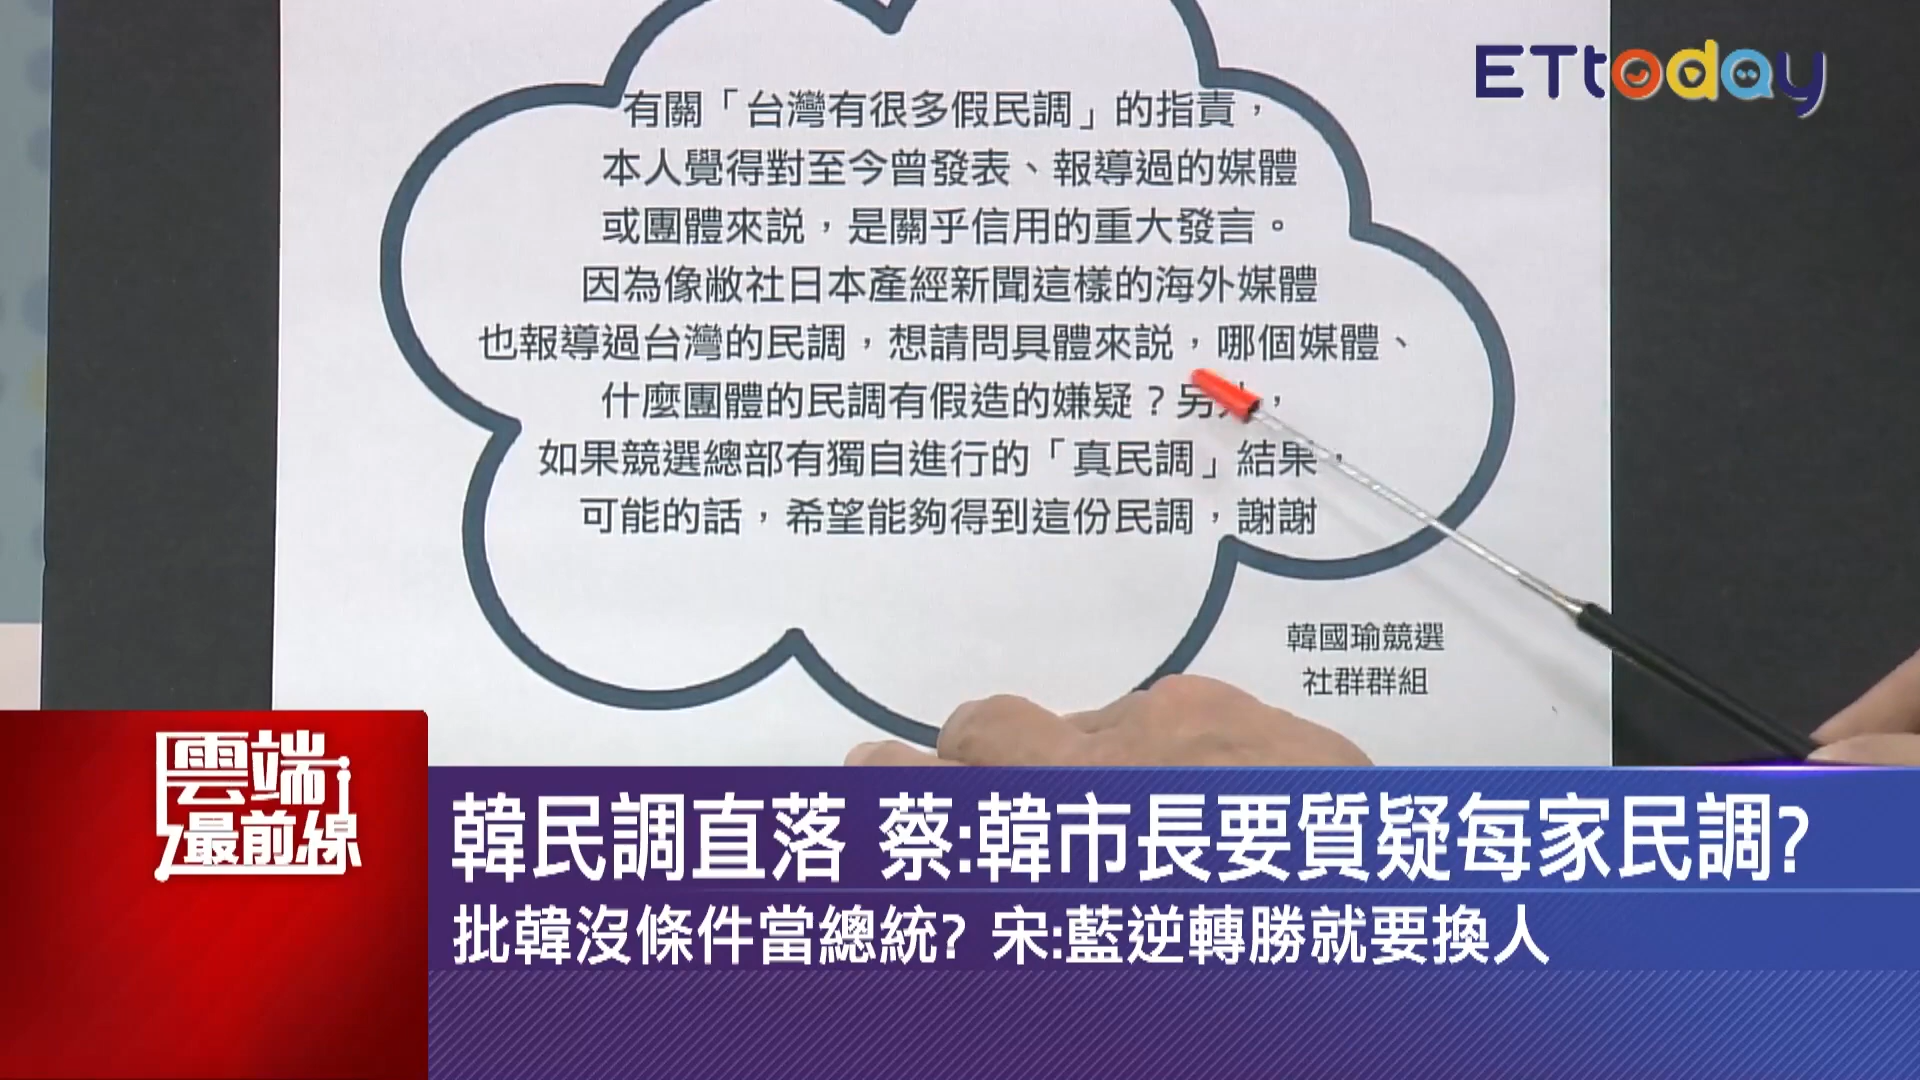 ETtoday
有關「台灣有很多假民調」的指責，
本人覺得對至今曾發表、報導過的媒體
或團體來説，是關乎信用的重大發言。
因為像敝社日本產經新聞這樣的海外媒體
也報導過台灣的民調，想請問具體來説，哪個媒體、
什麼團體的民調有假造的嫌疑？另，
如果競選總部有獨自進行的「真民調」結果，
可能的話，希望能夠得到這份民調，謝謝
韓國瑜競選
社群群組
雲端
最前線
韓民調直落 蔡:韓市長要質疑每家民調?
批韓沒條件當總統? 宋:藍逆轉勝就要換人